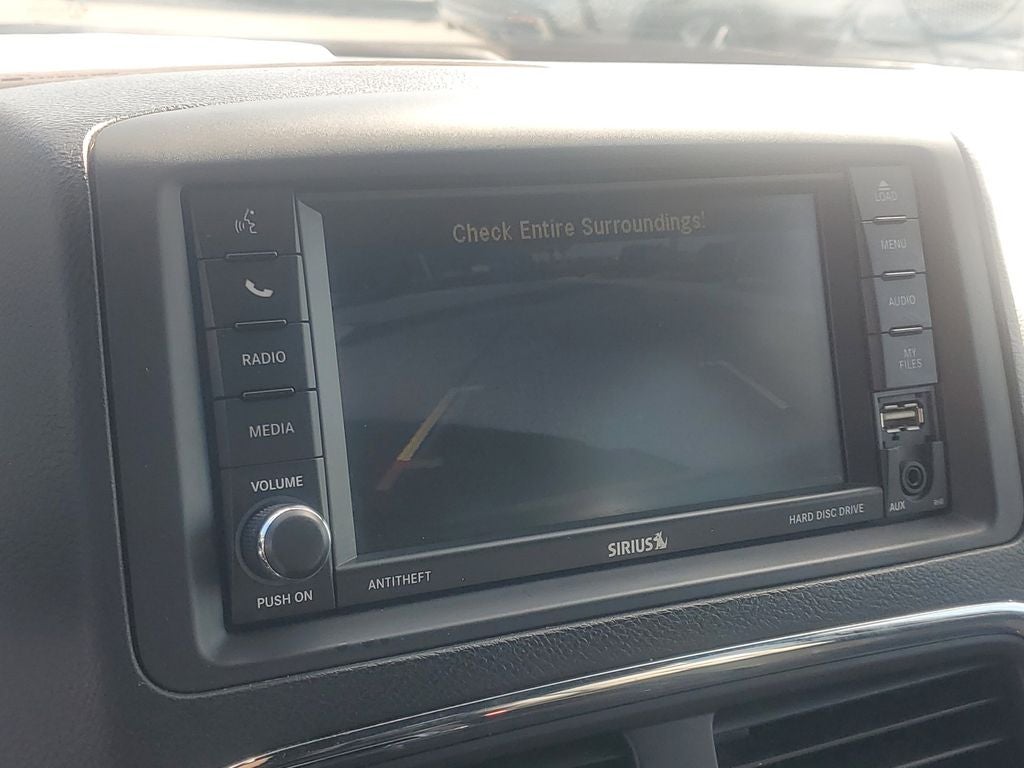 Check Entire Surroundings!
RADIO
MEDIA
VOLUME
PUSH ON
ANTITHEFT
SIRIUS
HARD DISC DRIVE
LOAD
MENU
AUDIO
MY
FILES
AUX